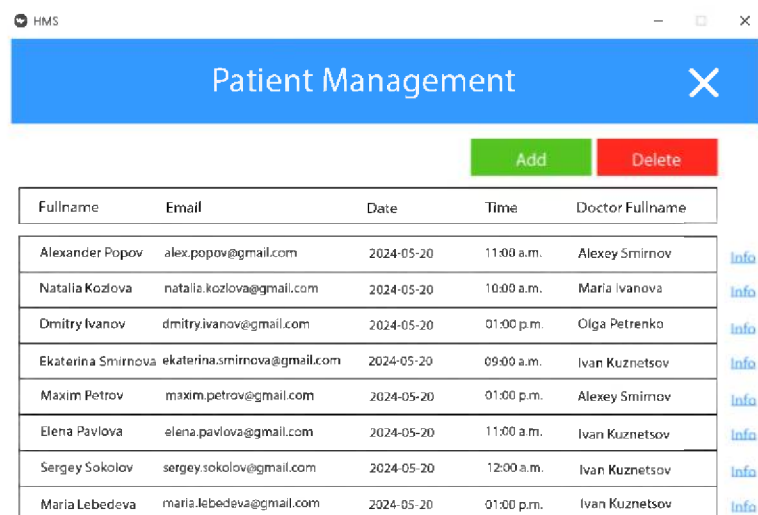 HMS
Patient Management
Add Delete
Fullname Email Date Time Doctor Fullname
Alexander Popov alex.popov@gmail.com 2024-05-20 11:00 a.m. Alexey Smirnov Info
Natalia Kozlova natalia.kozlova@gmail.com 2024-05-20 10:00 a.m. Maria Ivanova Info
Dmitry Ivanov dmitry.ivanov@gmail.com 2024-05-20 01:00 p.m. Olga Petrenko Info
Ekaterina Smirnova ekaterina.smirnova@gmail.com 2024-05-20 09:00 a.m. Ivan Kuznetsov Info
Maxim Petrov maxim.petrov@gmail.com 2024-05-20 01:00 p.m. Alexey Smirnov Info
Elena Pavlova elena.pavlova@gmail.com 2024-05-20 11:00 a.m. Ivan Kuznetsov Info
Sergey Sokolov sergey.sokolov@gmail.com 2024-05-20 12:00 a.m. Ivan Kuznetsov Info
Maria Lebedeva maria.lebedeva@gmail.com 2024-05-20 01:00 p.m. Ivan Kuznetsov Info